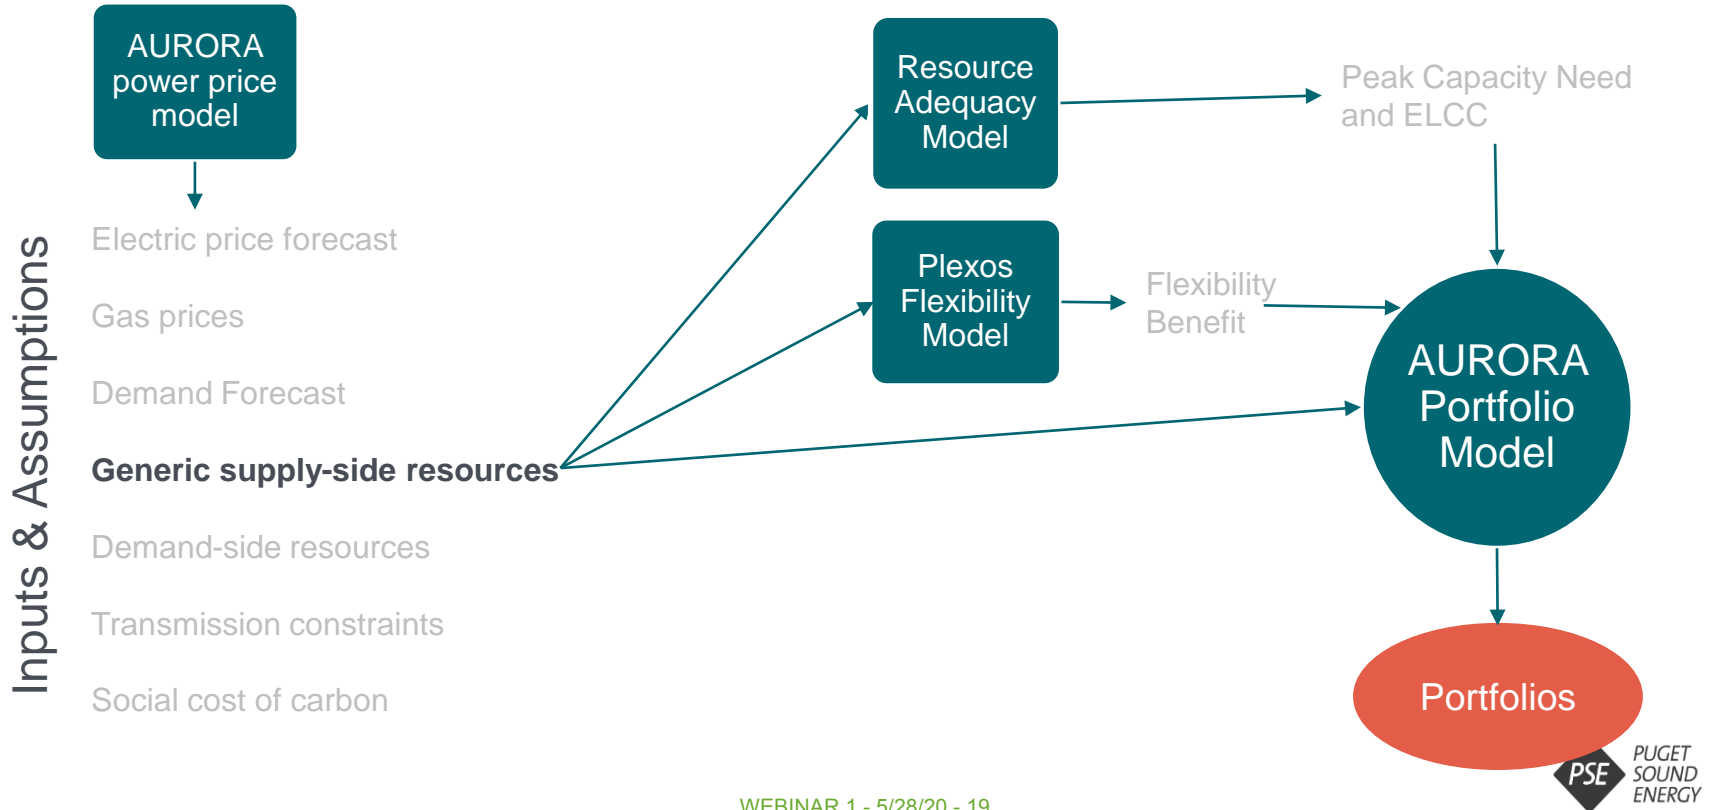 AURORA
power price
model
Inputs & Assumptions
Electric price forecast
Gas prices
Demand Forecast
Generic supply-side resources
Demand-side resources
Transmission constraints
Social cost of carbon
Resource
Adequacy
Model
Peak Capacity Need
and ELCC
Plexos
Flexibility
Model
Flexibility
Benefit
AURORA
Portfolio
Model
Portfolios
PSE
PUGET
SOUND
ENERGY
WEBINAR 1 - 5/28/20 - 19